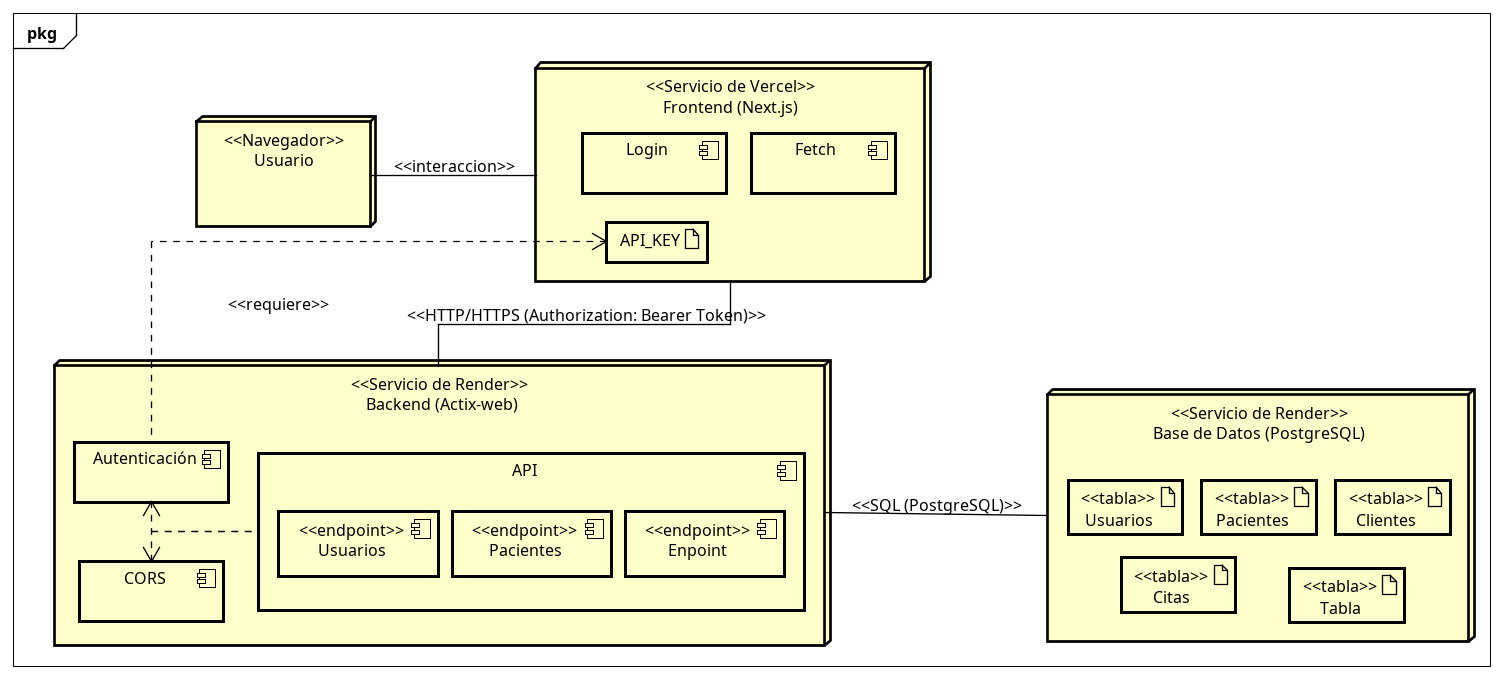 pkg
<<Servicio de Vercel>>
Frontend (Next.js)
Login
Fetch
API_KEY
<<Navegador>>
Usuario
<<interaccion>>
<<requiere>>
<<HTTP/HTTPS (Authorization: Bearer Token)>>
<<Servicio de Render>>
Backend (Actix-web)
Autenticación
CORS
API
<<endpoint>>
Usuarios
<<endpoint>>
Pacientes
<<endpoint>>
Enpoint
<<SQL (PostgreSQL)>>
<<Servicio de Render>>
Base de Datos (PostgreSQL)
<<tabla>>
Usuarios
<<tabla>>
Pacientes
<<tabla>>
Clientes
<<tabla>>
Citas
<<tabla>>
Tabla